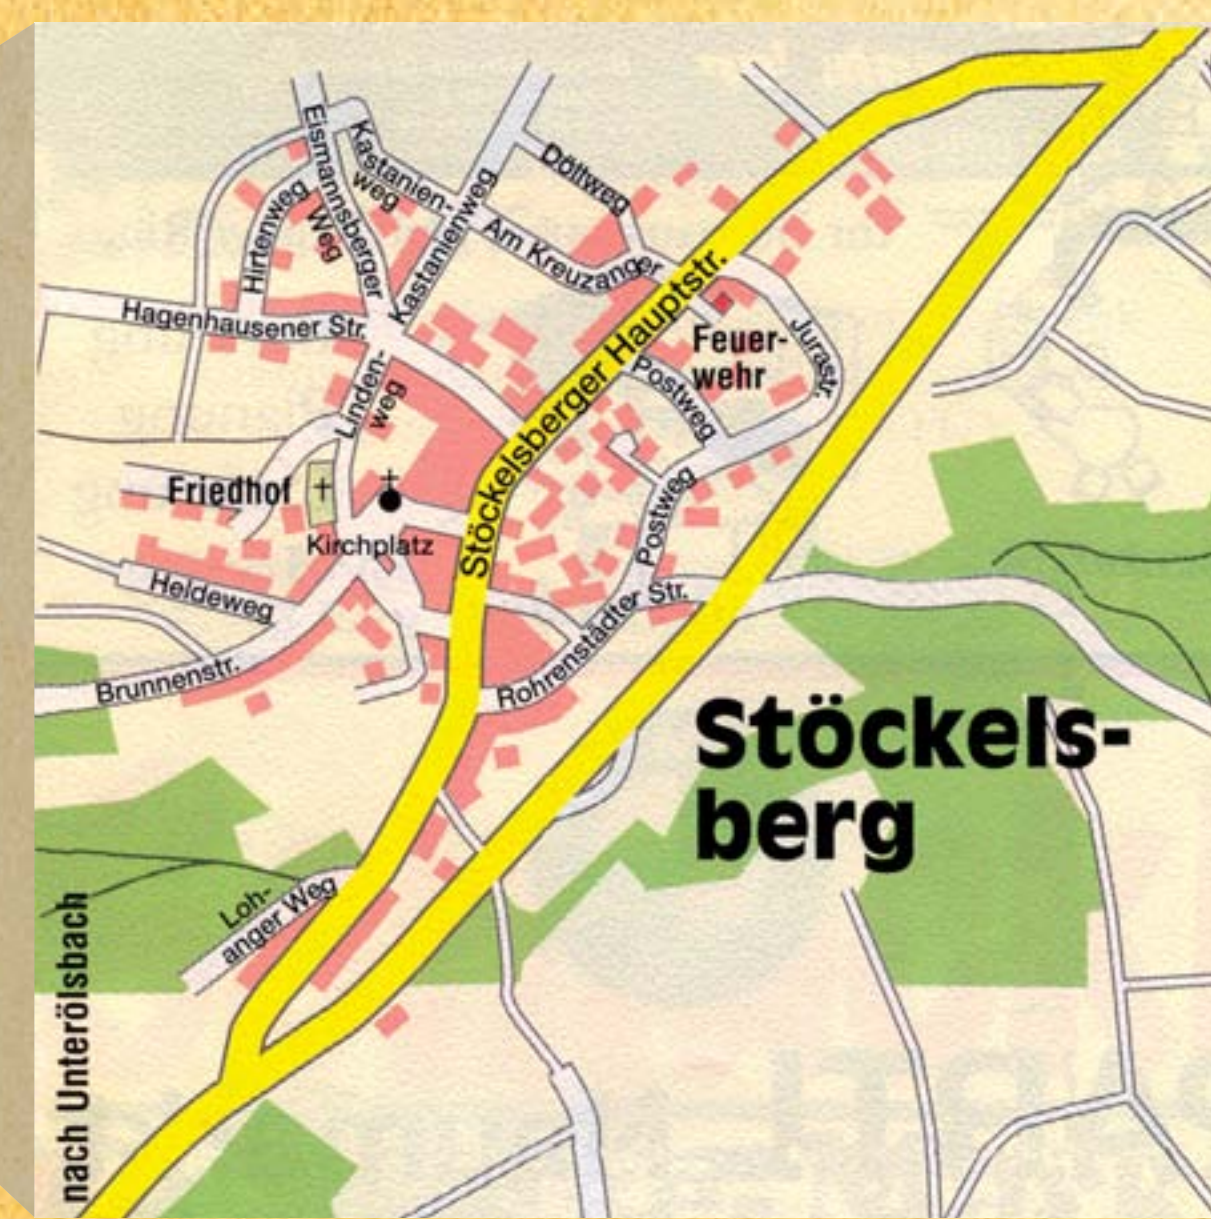 Eismannsberger
Weg
Kastanien-
weg
Döllweg
Hirtenweg
Kastanienweg
Am Kreuzanger
Hagenhausener Str.
Stöckelsberger Hauptstr.
Jurastr.
Feuer-
wehr
Linden-
weg
Postweg
Friedhof
Kirchplatz
Postweg
Heldeweg
Rohrenstädter Str.
Brunnenstr.
Stöckels-
berg
Loh-
anger Weg
nach Unterölsbach